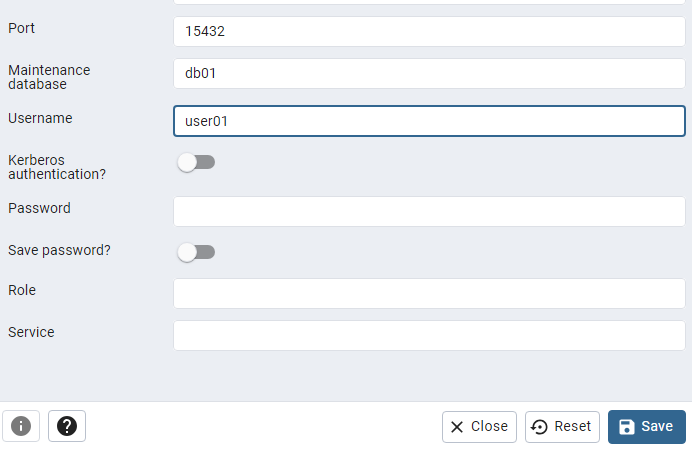 Port
15432
Maintenance
database
db01
Username
user01
Kerberos
authentication?
Password
Save password?
Role
Service
Close
Reset
Save